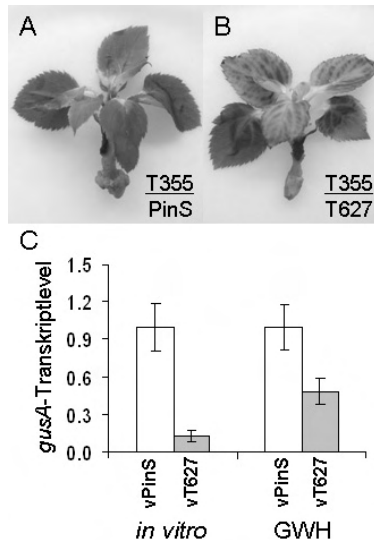 A
B
T355
PinS
T355
T627
C
gusA-Transkriptlevel
1.5
1.2
0.9
0.6
0.3
0.0
vPinS
vT627
vPinS
vT627
in vitro
GWH